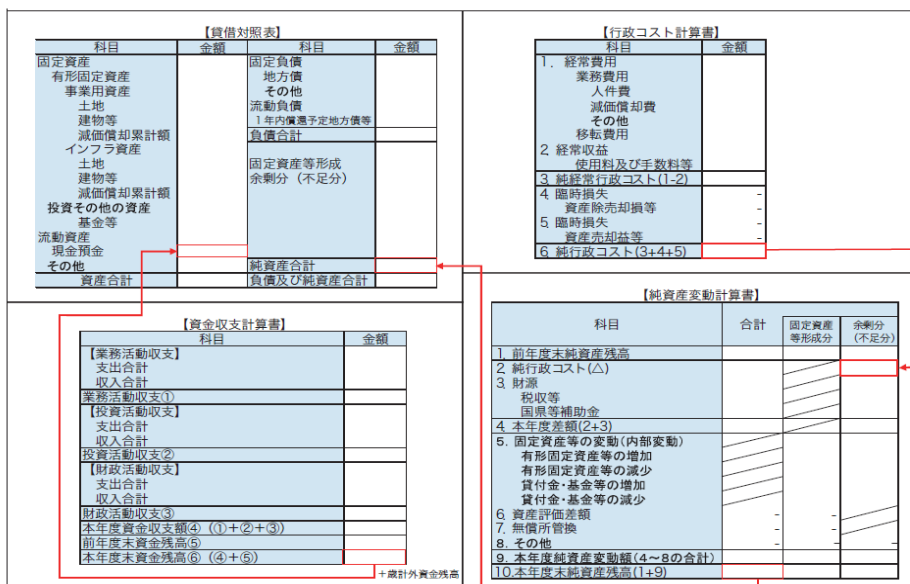 【貸借対照表】
科目 金額 科目 金額
固定資産 固定負債
有形固定資産 地方債
事業用資産 その他
土地 流動負債
建物等 1年内償還予定地方債等
減価償却累計額 負債合計
インフラ資産
土地 固定資産等形成
建物等 余剰分（不足分）
減価償却累計額
投資その他の資産
基金等
流動資産
現金預金
その他 純資産合計
資産合計 負債及び純資産合計
【行政コスト計算書】
科目 金額
1. 経常費用
業務費用
人件費
減価償却費
その他
移転費用
2. 経常収益
使用料及び手数料等
3. 純経常行政コスト(1-2)
4. 臨時損失 -
資産除売却損等 -
5. 臨時損失 -
資産売却益等 -
6. 純行政コスト(3+4+5)
【資金収支計算書】
科目 金額
【業務活動収支】
支出合計
収入合計
業務活動収支①
【投資活動収支】
支出合計
収入合計
投資活動収支②
【財政活動収支】
支出合計
収入合計
財政活動収支③
本年度資金収支額④（①+②+③）
前年度末資金残高⑤
本年度末資金残高⑥（④+⑤）
+歳計外資金残高
【純資産変動計算書】
科目 合計 固定資産 余剰分
等形成分 （不足分）
1. 前年度末純資産残高
2. 純行政コスト(△)
3. 財源
税収等
国県等補助金
4. 本年度差額(2+3)
5. 固定資産等の変動(内部変動)
有形固定資産等の増加
有形固定資産等の減少
貸付金・基金等の増加
貸付金・基金等の減少
6. 資産評価差額 - -
7. 無償所管換 - -
8. その他 - - -
9. 本年度純資産変動額(4～8の合計)
10.本年度末純資産残高(1+9)